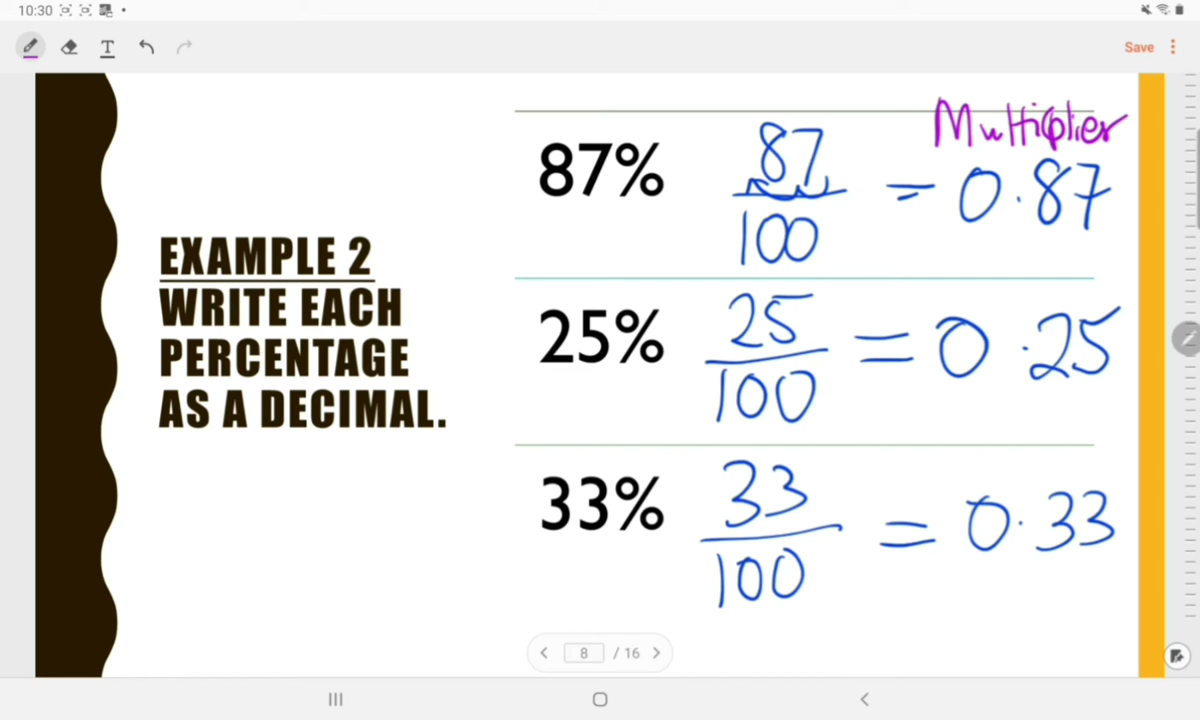 10:30
T
Save
Multiplier
87% 87/100 = 0.87
EXAMPLE 2
WRITE EACH
PERCENTAGE
AS A DECIMAL.
25% 25/100 = 0.25
33% 33/100 = 0.33
8 / 16